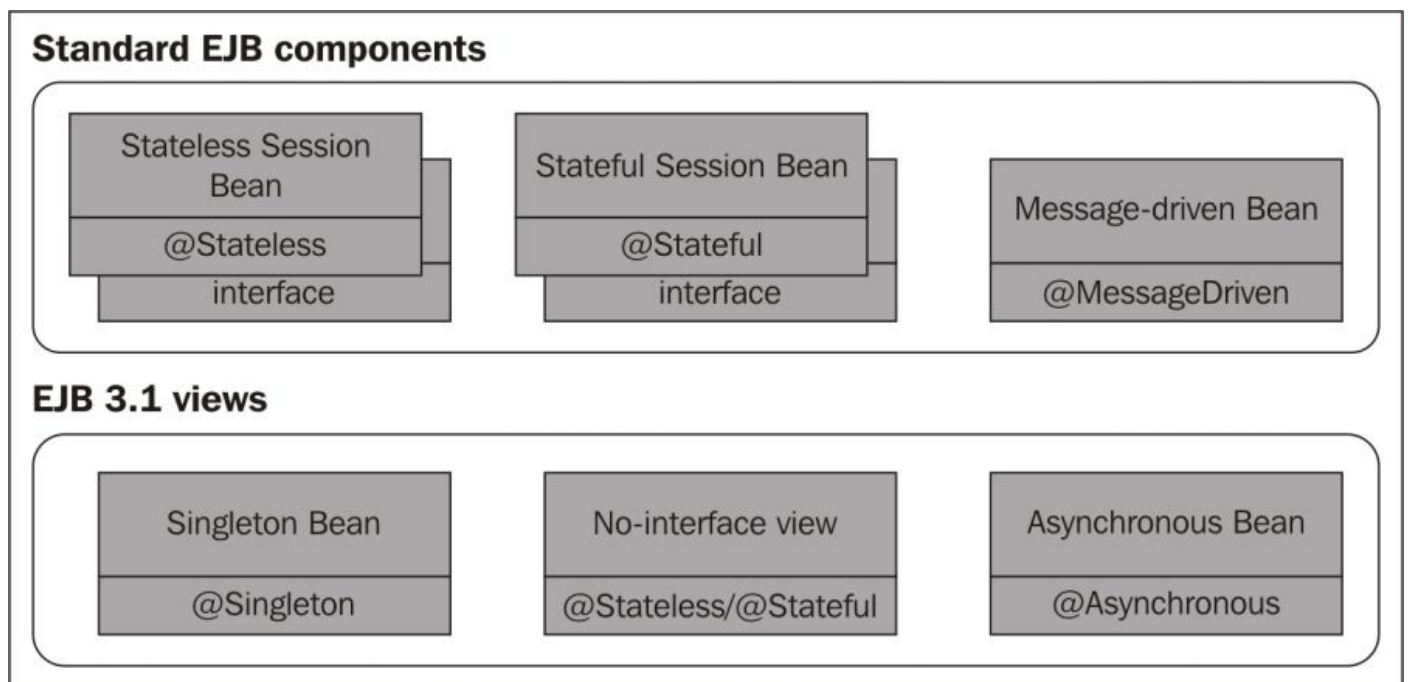 Standard EJB components
Stateless Session
Bean
@Stateless
interface
Stateful Session Bean
@Stateful
interface
Message-driven Bean
@MessageDriven
EJB 3.1 views
Singleton Bean
@Singleton
No-interface view
@Stateless/@Stateful
Asynchronous Bean
@Asynchronous